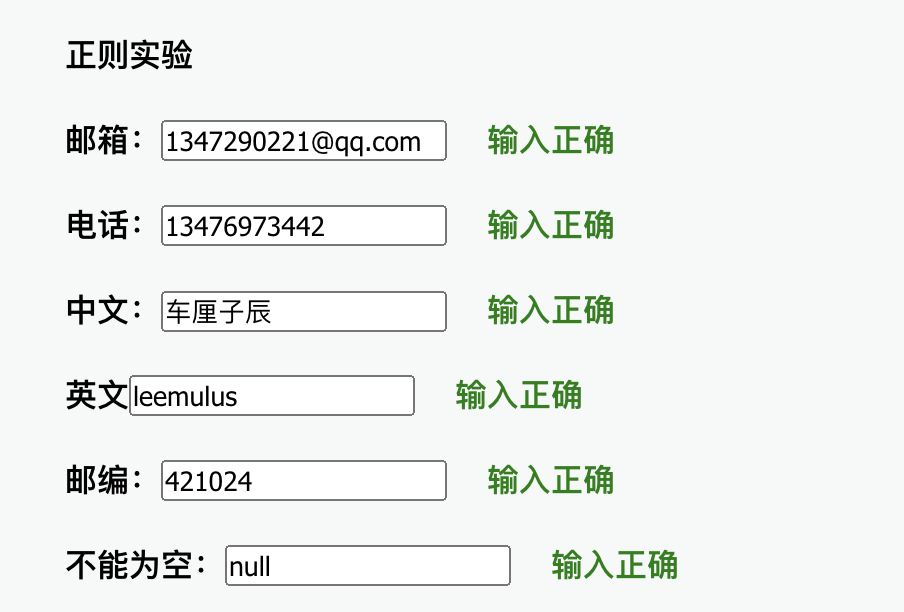 正则实验
邮箱：1347290221@qq.com 输入正确
电话：13476973442 输入正确
中文：车厘子辰 输入正确
英文leemulus 输入正确
邮编：421024 输入正确
不能为空：null 输入正确